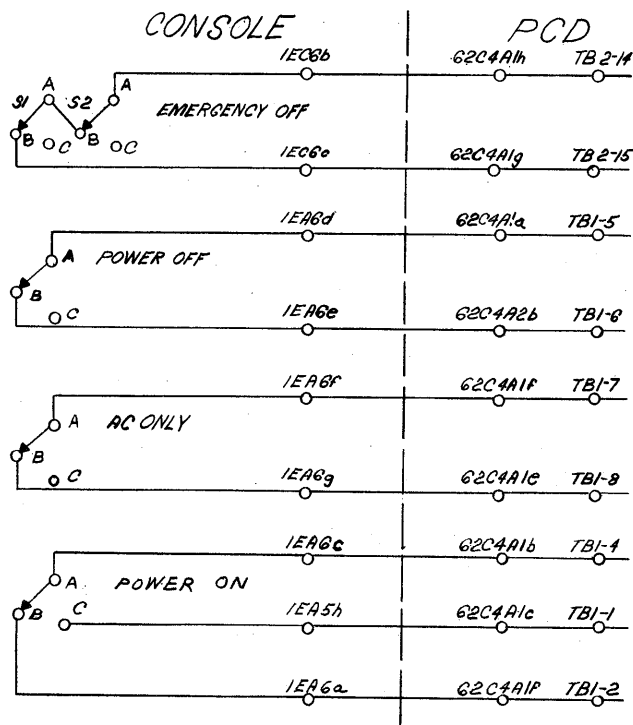 CONSOLE PCD
1EC6b 62C4A1h TB2-14
A A
S1 S2
EMERGENCY OFF
B C B C
1EC6c 62C4A1g TB2-15
1EA6d 62C4A1a TB1-5
A POWER OFF
B
C
1EA6e 62C4A2b TB1-6
1EA6f 62C4A1f TB1-7
A AC ONLY
B
C
1EA6g 62C4A1e TB1-8
1EA6c 62C4A1b TB1-4
A POWER ON
B C
1EA5h 62C4A1c TB1-1
1EA6a TB1-2